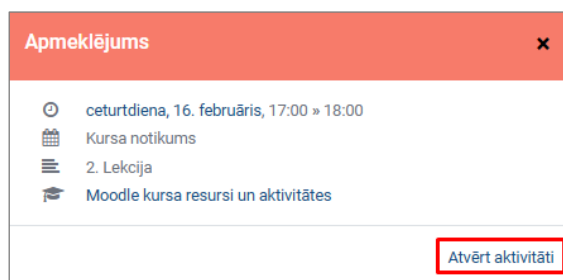 Apmeklējums
ceturtdiena, 16. februāris, 17:00 » 18:00
Kursa notikums
2. Lekcija
Moodle kursa resursi un aktivitātes
Atvērt aktivitāti